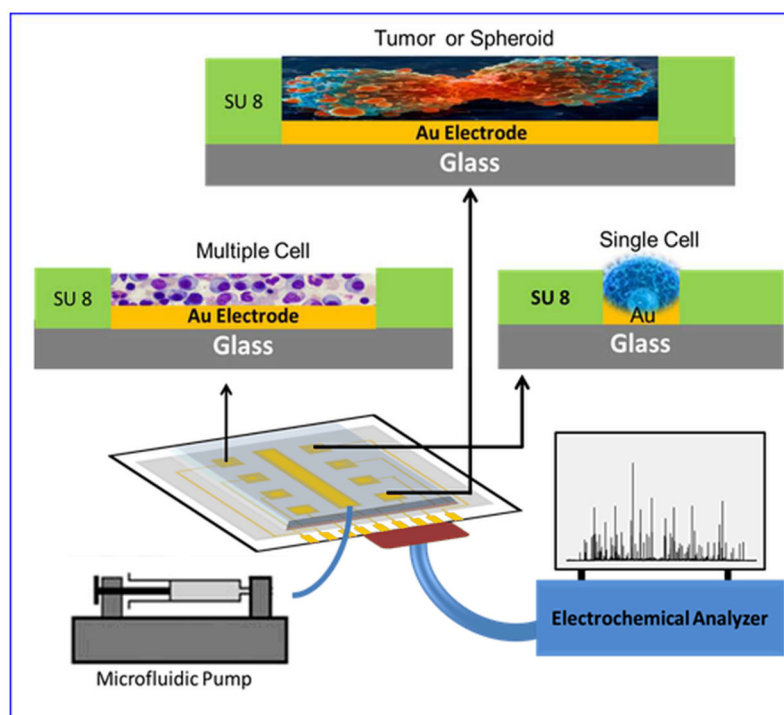 Tumor or Spheroid
SU 8
Au Electrode
Glass
Multiple Cell
SU 8
Au Electrode
Glass
Single Cell
SU 8
Au
Glass
Electrochemical Analyzer
Microfluidic Pump